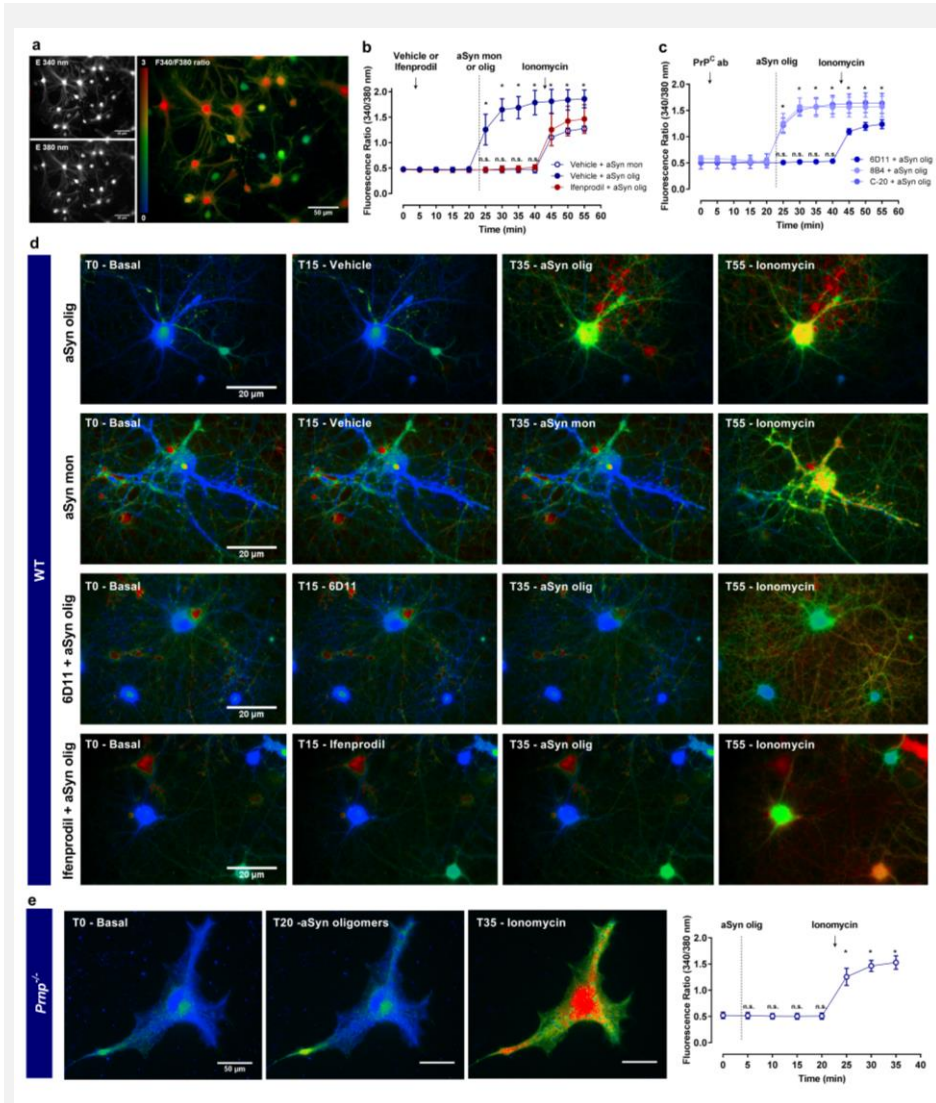 a
E 340 nm
3
F340/F380 ratio
E 380 nm
0
50 µm
b
Vehicle or
Ifenprodil
aSyn mon
or olig
Ionomycin
Fluorescence Ratio (340/380 nm)
2.0
1.5
1.0
0.5
0.0
* * * * * * *
n.s. n.s. n.s. n.s.
Vehicle + aSyn mon
Vehicle + aSyn olig
Ifenprodil + aSyn olig
0 5 10 15 20 25 30 35 40 45 50 55 60
Time (min)
c
PrPC ab
aSyn olig
Ionomycin
Fluorescence Ratio (340/380 nm)
2.0
1.5
1.0
0.5
0.0
* * * * * * *
n.s. n.s. n.s. n.s.
6D11 + aSyn olig
8B4 + aSyn olig
C-20 + aSyn olig
0 5 10 15 20 25 30 35 40 45 50 55 60
Time (min)
d
WT
aSyn olig
T0 - Basal
20 µm
T15 - Vehicle
T35 - aSyn olig
T55 - Ionomycin
aSyn mon
T0 - Basal
20 µm
T15 - Vehicle
T35 - aSyn mon
T55 - Ionomycin
6D11 + aSyn olig
T0 - Basal
20 µm
T15 - 6D11
T35 - aSyn olig
T55 - Ionomycin
Ifenprodil + aSyn olig
T0 - Basal
20 µm
T15 - Ifenprodil
T35 - aSyn olig
T55 - Ionomycin
e
Prnp-/-
T0 - Basal
50 µm
T20 -aSyn oligomers
T35 - Ionomycin
aSyn olig
Ionomycin
Fluorescence Ratio (340/380 nm)
2.0
1.5
1.0
0.5
0.0
* * *
n.s. n.s. n.s. n.s.
0 5 10 15 20 25 30 35 40
Time (min)